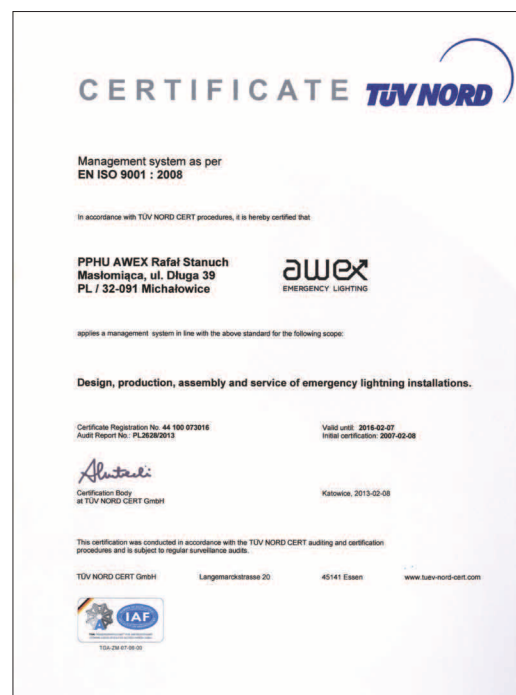 CERTIFICATE TÜV NORD
Management system as per
EN ISO 9001 : 2008
In accordance with TÜV NORD CERT procedures, it is hereby certified that
PPHU AWEX Rafał Stanuch
Masłomiąca, ul. Długa 39
PL / 32-091 Michałowice
awex
EMERGENCY LIGHTING
applies a management system in line with the above standard for the following scope:
Design, production, assembly and service of emergency lightning installations.
Certificate Registration No. 44 100 073016
Audit Report No.: PL2628/2013
Valid until: 2016-02-07
Initial certification: 2007-02-08
Certification Body
at TÜV NORD CERT GmbH
Katowice, 2013-02-08
This certification was conducted in accordance with the TÜV NORD CERT auditing and certification
procedures and is subject to regular surveillance audits.
TÜV NORD CERT GmbH Langemarckstrasse 20 45141 Essen www.tuev-nord-cert.com
IAF
TGA-ZM-07-06-00